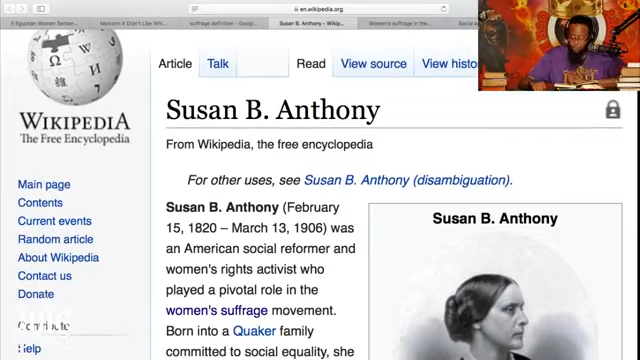 5 Egyptian Women Senten...
Malcolm X Didn't Like Whi...
suffrage definition - Googl...
Susan B. Anthony - Wikip...
Women's suffrage in the...
Social e
en.wikipedia.org
Article
Talk
Read
View source
View histo
WIKIPEDIA
The Free Encyclopedia
Main page
Contents
Current events
Random article
About Wikipedia
Contact us
Donate
Contribute
Help
Susan B. Anthony
From Wikipedia, the free encyclopedia
For other uses, see Susan B. Anthony (disambiguation).
Susan B. Anthony (February
15, 1820 – March 13, 1906) was
an American social reformer and
women's rights activist who
played a pivotal role in the
women's suffrage movement.
Born into a Quaker family
committed to social equality, she
Susan B. Anthony